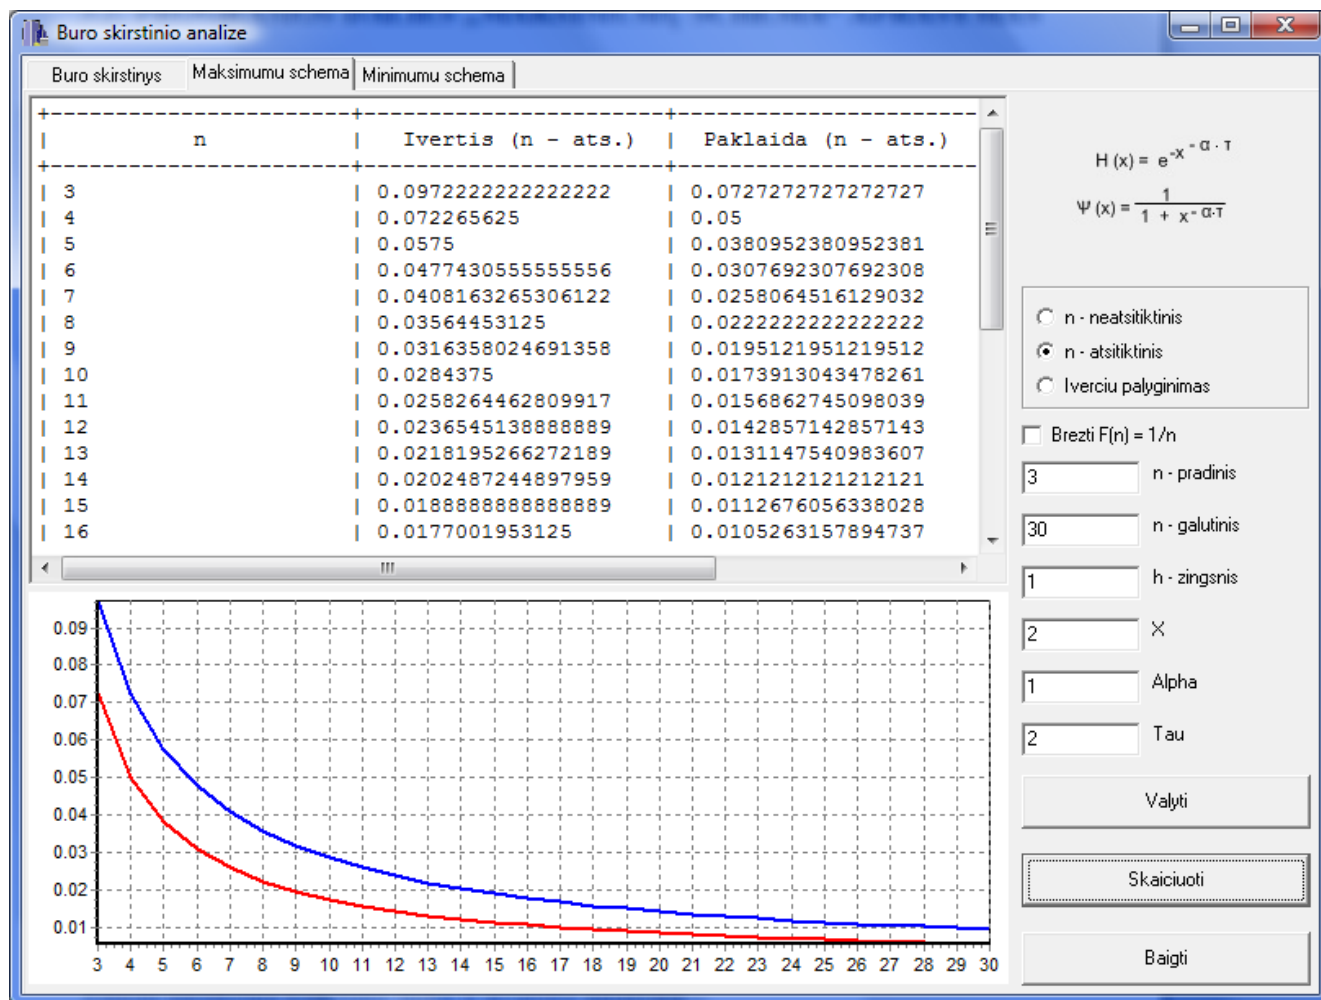 Buro skirstinio analize
Buro skirstinys Maksimumu schema Minimumu schema
n | Ivertis (n - ats.) | Paklaida (n - ats.)
| 3 | 0.0972222222222222 | 0.0727272727272727
| 4 | 0.072265625 | 0.05
| 5 | 0.0575 | 0.0380952380952381
| 6 | 0.0477430555555556 | 0.0307692307692308
| 7 | 0.0408163265306122 | 0.0258064516129032
| 8 | 0.03564453125 | 0.0222222222222222
| 9 | 0.0316358024691358 | 0.0195121951219512
| 10 | 0.0284375 | 0.0173913043478261
| 11 | 0.0258264462809917 | 0.0156862745098039
| 12 | 0.0236545138888889 | 0.0142857142857143
| 13 | 0.0218195266272189 | 0.0131147540983607
| 14 | 0.0202487244897959 | 0.0121212121212121
| 15 | 0.0188888888888889 | 0.0112676056338028
| 16 | 0.0177001953125 | 0.0105263157894737
H (x) = e^-x^-α·τ
Ψ (x) = 1 / (1 + x^-α·τ)
n - neatsitiktinis
n - atsitiktinis
Iverciu palyginimas
Brezti F(n) = 1/n
3 n - pradinis
30 n - galutinis
1 h - zingsnis
2 X
1 Alpha
2 Tau
Valyti
Skaiciuoti
Baigti
0.09
0.08
0.07
0.06
0.05
0.04
0.03
0.02
0.01
3 4 5 6 7 8 9 10 11 12 13 14 15 16 17 18 19 20 21 22 23 24 25 26 27 28 29 30